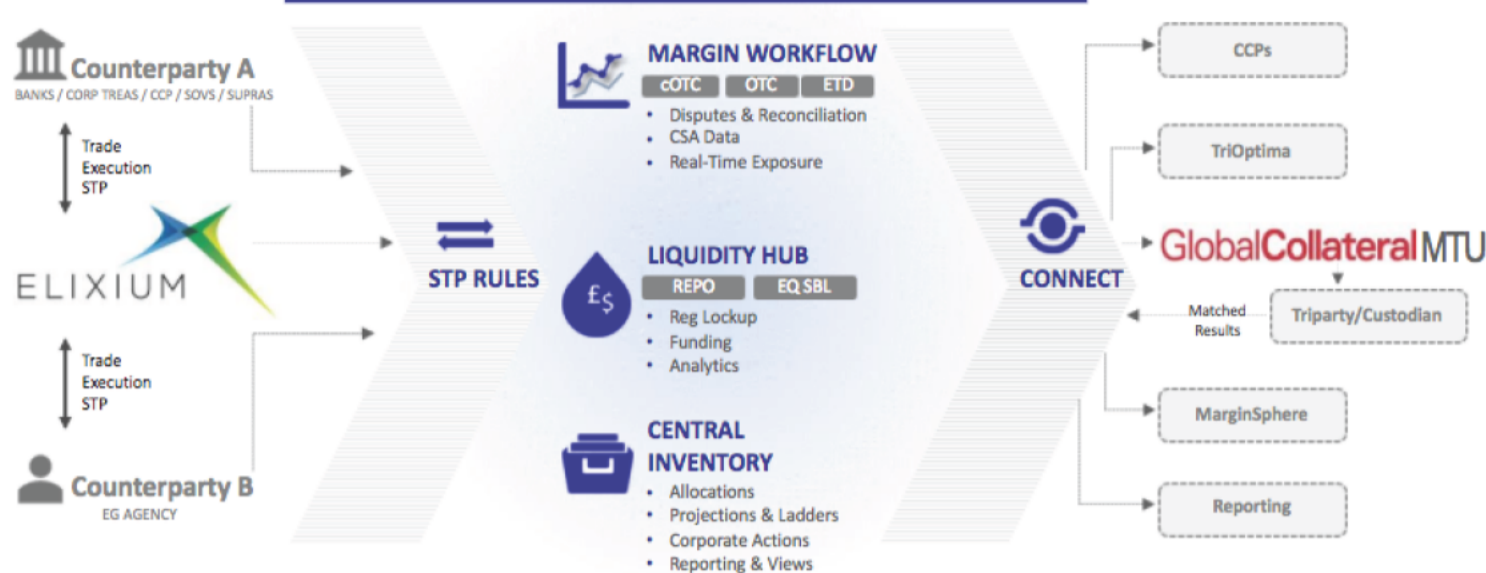 Counterparty A
BANKS / CORP TREAS / CCP / SOVS / SUPRAS
Trade
Execution
STP
ELIXIUM
Trade
Execution
STP
Counterparty B
EG AGENCY
STP RULES
MARGIN WORKFLOW
cOTC OTC ETD
• Disputes & Reconciliation
• CSA Data
• Real-Time Exposure
£$
LIQUIDITY HUB
REPO EQ SBL
• Reg Lockup
• Funding
• Analytics
CENTRAL
INVENTORY
• Allocations
• Projections & Ladders
• Corporate Actions
• Reporting & Views
CONNECT
CCPs
TriOptima
GlobalCollateral MTU
Matched
Results
Triparty/Custodian
MarginSphere
Reporting